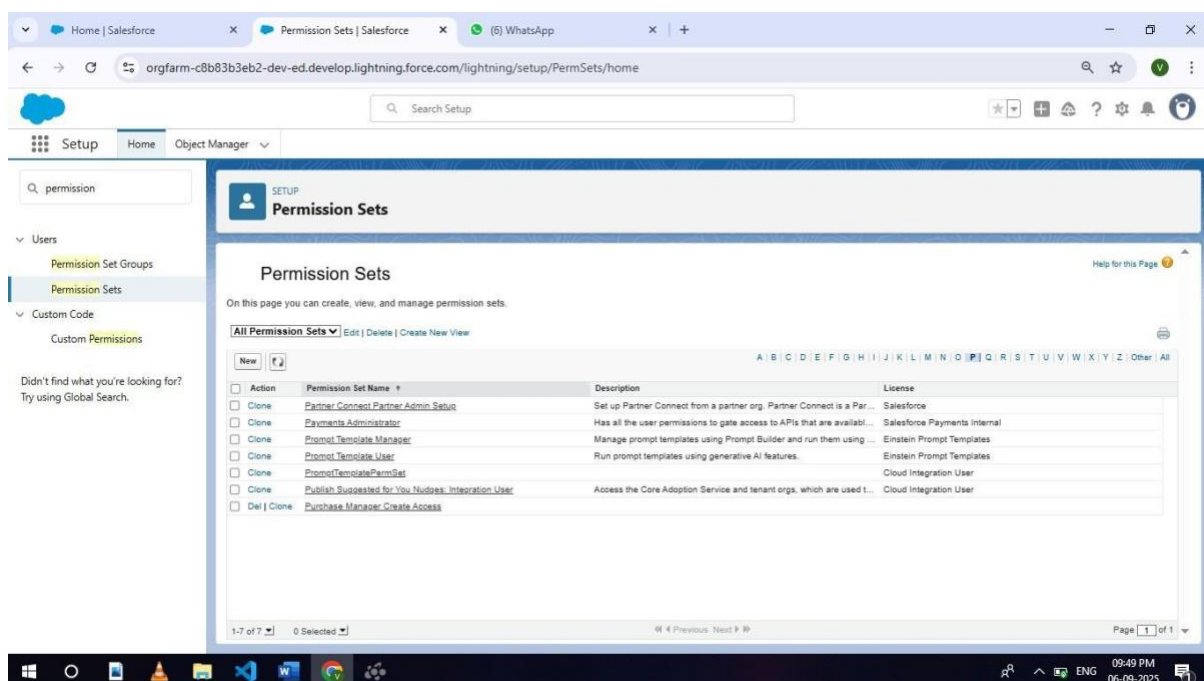 Home | Salesforce
Permission Sets | Salesforce
(6) WhatsApp
orgfarm-c8b83b3eb2-dev-ed.develop.lightning.force.com/lightning/setup/PermSets/home
V
Search Setup
Setup
Home
Object Manager
permission
Users
Permission Set Groups
Permission Sets
Custom Code
Custom Permissions
Didn't find what you're looking for?
Try using Global Search.
SETUP
Permission Sets
Permission Sets
Help for this Page
On this page you can create, view, and manage permission sets.
All Permission Sets Edit | Delete | Create New View
New
A | B | C | D | E | F | G | H | I | J | K | L | M | N | O | P | Q | R | S | T | U | V | W | X | Y | Z | Other | All
Action Permission Set Name Description License
Clone Partner Connect Partner Admin Setup Set up Partner Connect from a partner org. Partner Connect is a Par... Salesforce
Clone Payments Administrator Has all the user permissions to gate access to APIs that are availabl... Salesforce Payments Internal
Clone Prompt Template Manager Manage prompt templates using Prompt Builder and run them using ... Einstein Prompt Templates
Clone Prompt Template User Run prompt templates using generative AI features. Einstein Prompt Templates
Clone PromptTemplatePermSet Cloud Integration User
Clone Publish Suggested for You Nudges: Integration User Access the Core Adoption Service and tenant orgs, which are used t... Cloud Integration User
Del | Clone Purchase Manager Create Access
1-7 of 7 0 Selected Previous Next Page 1 of 1
ENG
09:49 PM
06-09-2025